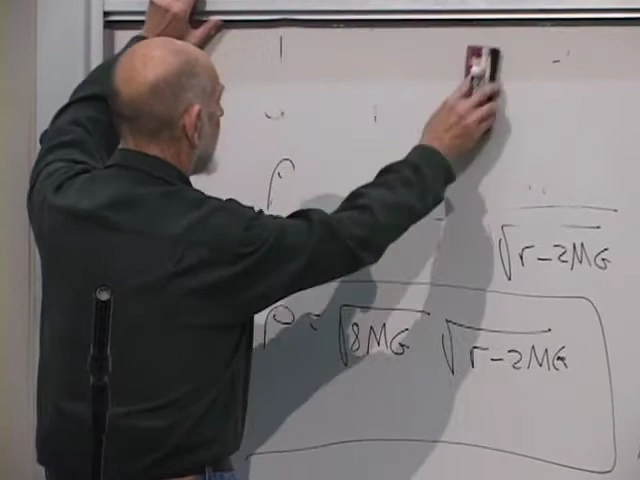 √r-2MG
ρ = √8MG √r-2MG